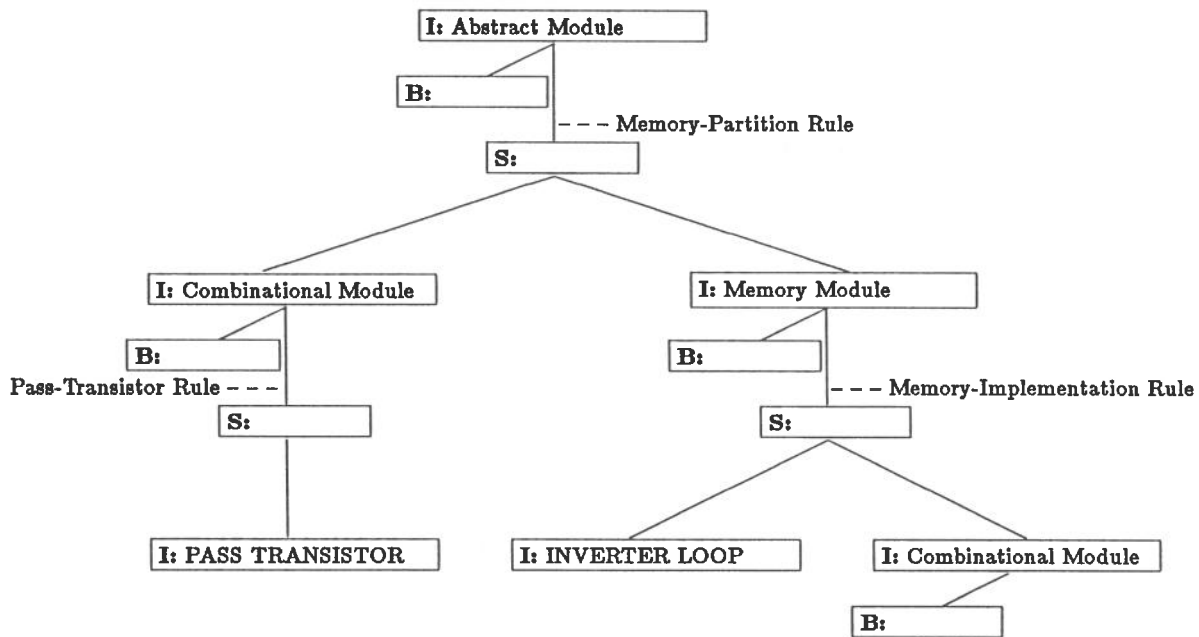 I: Abstract Module
B:
Memory-Partition Rule
S:
I: Combinational Module
I: Memory Module
B:
B:
Pass-Transistor Rule
Memory-Implementation Rule
S:
S:
I: PASS TRANSISTOR
I: INVERTER LOOP
I: Combinational Module
B: